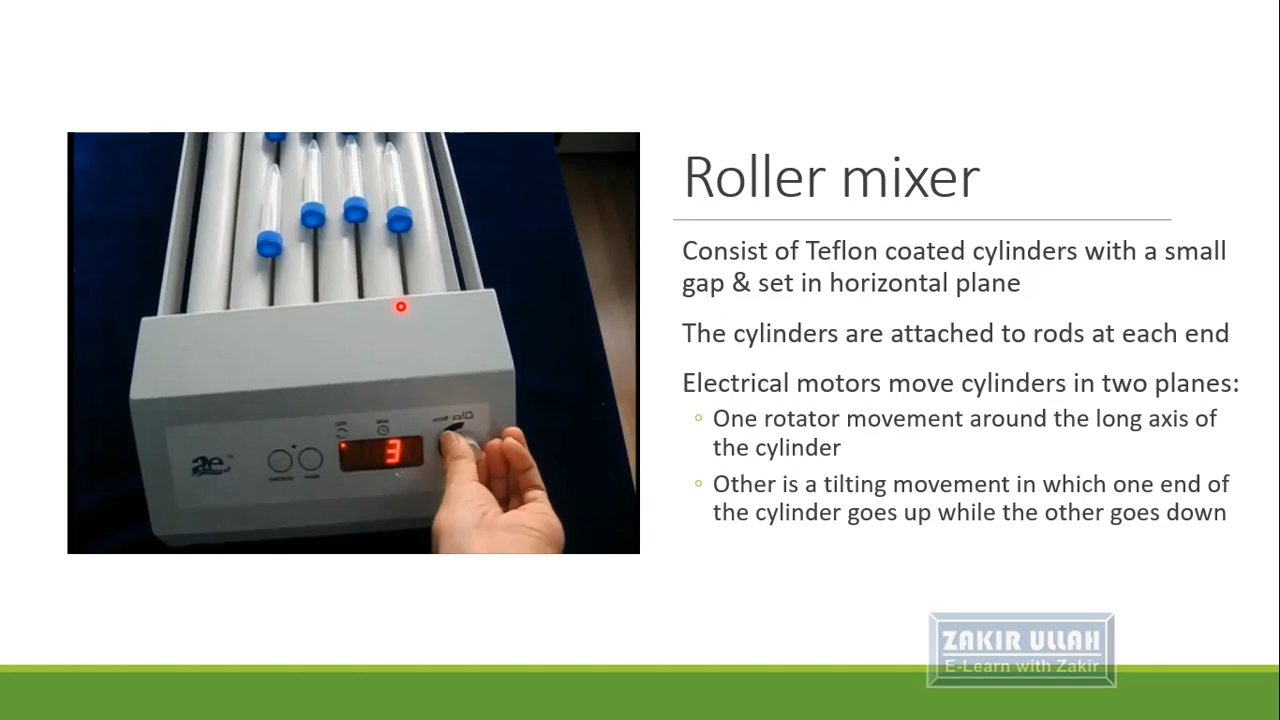 Roller mixer
Consist of Teflon coated cylinders with a small
gap & set in horizontal plane
The cylinders are attached to rods at each end
Electrical motors move cylinders in two planes:
One rotator movement around the long axis of
the cylinder
Other is a tilting movement in which one end of
the cylinder goes up while the other goes down
3
ZAKIR ULLAH
E-Learn with Zakir